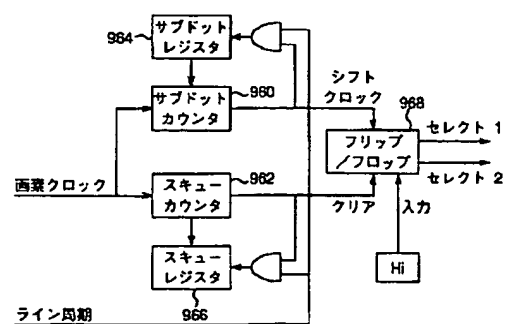 964
サブドット
レジスタ
サブドット
カウンタ
960
シフト
クロック
968
フリップ
/フロップ
セレクト 1
セレクト 2
画素クロック
スキュー
カウンタ
962
クリア
入力
スキュー
レジスタ
Hi
966
ライン周期